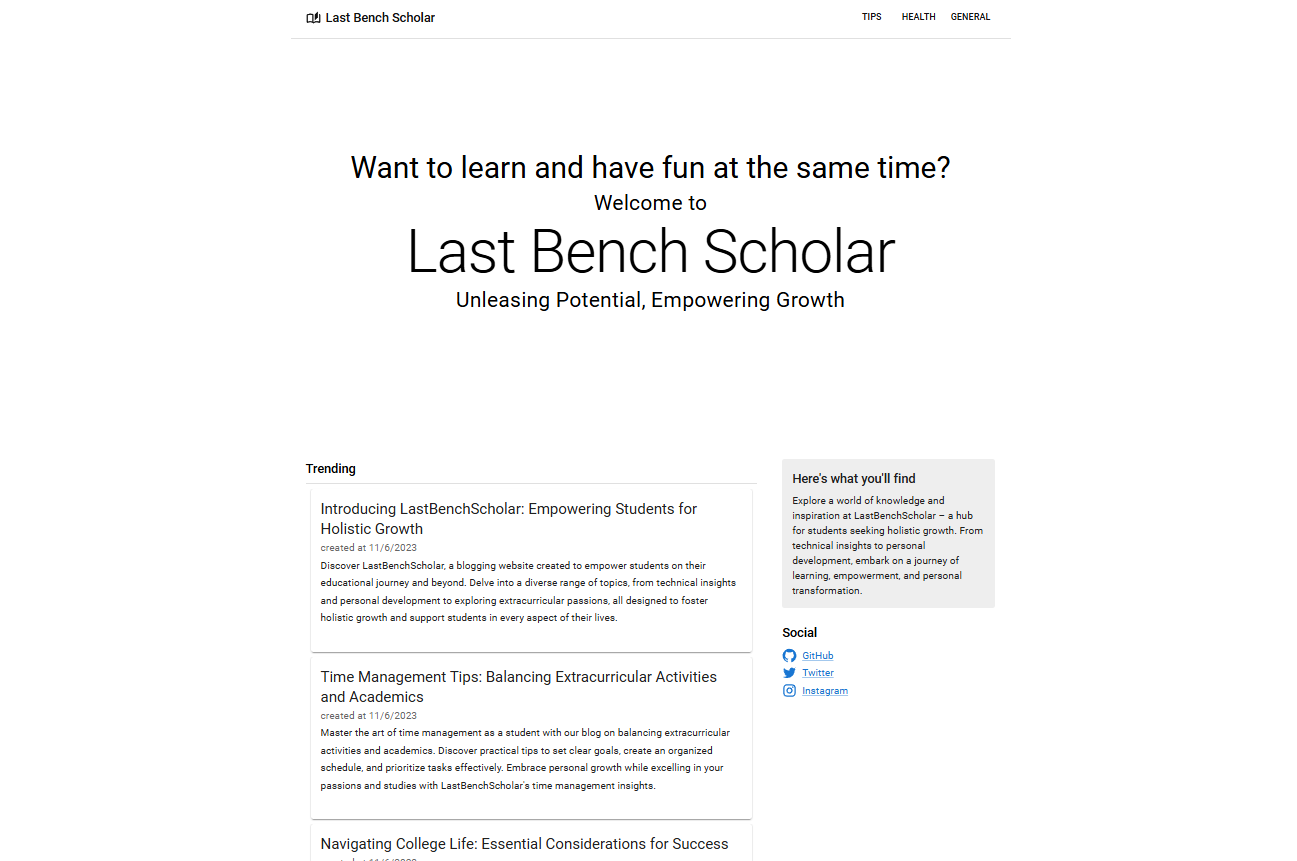 Last Bench Scholar
TIPS HEALTH GENERAL
Want to learn and have fun at the same time?
Welcome to
Last Bench Scholar
Unleasing Potential, Empowering Growth
Trending
Introducing LastBenchScholar: Empowering Students for
Holistic Growth
created at 11/6/2023
Discover LastBenchScholar, a blogging website created to empower students on their
educational journey and beyond. Delve into a diverse range of topics, from technical insights
and personal development to exploring extracurricular passions, all designed to foster
holistic growth and support students in every aspect of their lives.
Time Management Tips: Balancing Extracurricular Activities
and Academics
created at 11/6/2023
Master the art of time management as a student with our blog on balancing extracurricular
activities and academics. Discover practical tips to set clear goals, create an organized
schedule, and prioritize tasks effectively. Embrace personal growth while excelling in your
passions and studies with LastBenchScholar's time management insights.
Navigating College Life: Essential Considerations for Success
Here's what you'll find
Explore a world of knowledge and
inspiration at LastBenchScholar – a hub
for students seeking holistic growth. From
technical insights to personal
development, embark on a journey of
learning, empowerment, and personal
transformation.
Social
GitHub
Twitter
Instagram